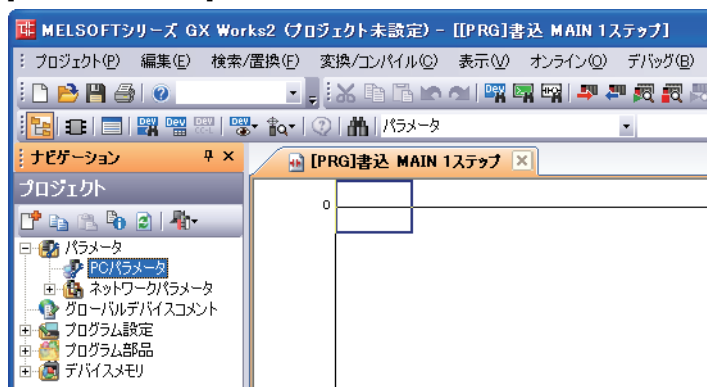 MELSOFTシリーズ GX Works2 (プロジェクト未設定) - [[PRG]書込 MAIN 1ステップ]
プロジェクト(P) 編集(E) 検索/置換(F) 変換/コンパイル(C) 表示(V) オンライン(O) デバッグ(B)
パラメータ
ナビゲーション
[PRG]書込 MAIN 1ステップ
プロジェクト
0
パラメータ
PCパラメータ
ネットワークパラメータ
グローバルデバイスコメント
プログラム設定
プログラム部品
デバイスメモリ